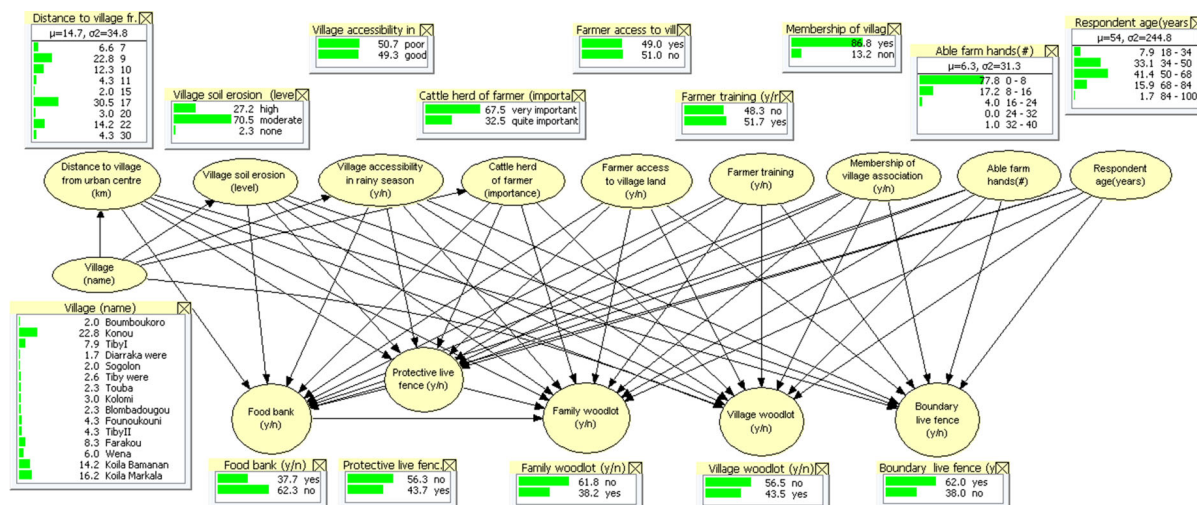 Distance to village fr.
μ=14.7, σ2=34.8
6.6 7
22.8 9
12.3 10
4.3 11
2.0 15
30.5 17
3.0 20
14.2 22
4.3 30
Village accessibility in
50.7 poor
49.3 good
Farmer access to vill
49.0 yes
51.0 no
Membership of villag
86.8 yes
13.2 non
Able farm hands(#)
μ=6.3, σ2=31.3
77.8 0 - 8
17.2 8 - 16
4.0 16 - 24
0.0 24 - 32
1.0 32 - 40
Respondent age(years
μ=54, σ2=244.8
7.9 18 - 34
33.1 34 - 50
41.4 50 - 68
15.9 68 - 84
1.7 84 - 100
Village soil erosion (leve
27.2 high
70.5 moderate
2.3 none
Cattle herd of farmer (importa
67.5 very important
32.5 quite important
Farmer training (y/r
48.3 no
51.7 yes
Distance to village
from urban centre
(km)
Village soil erosion
(level)
Village accessibility
in rainy season
(y/n)
Cattle herd
of farmer
(importance)
Farmer access
to village land
(y/n)
Farmer training
(y/n)
Membership of
village association
(y/n)
Able farm
hands(#)
Respondent
age(years)
Village
(name)
Village (name)
2.0 Boumboukoro
22.8 Konou
7.9 TibyI
1.7 Diarraka were
2.0 Sogolon
2.6 Tiby were
2.3 Touba
3.0 Kolomi
2.3 Blombadougou
4.3 Founoukouni
4.3 TibyII
8.3 Farakou
6.0 Wena
14.2 Koila Bamanan
16.2 Koila Markala
Protective live
fence (y/n)
Food bank
(y/n)
Family woodlot
(y/n)
Village woodlot
(y/n)
Boundary
live fence
(y/n)
Food bank (y/n)
37.7 yes
62.3 no
Protective live fenc.
56.3 no
43.7 yes
Family woodlot (y/n)
61.8 no
38.2 yes
Village woodlot (y/n)
56.5 no
43.5 yes
Boundary live fence (y
62.0 yes
38.0 no